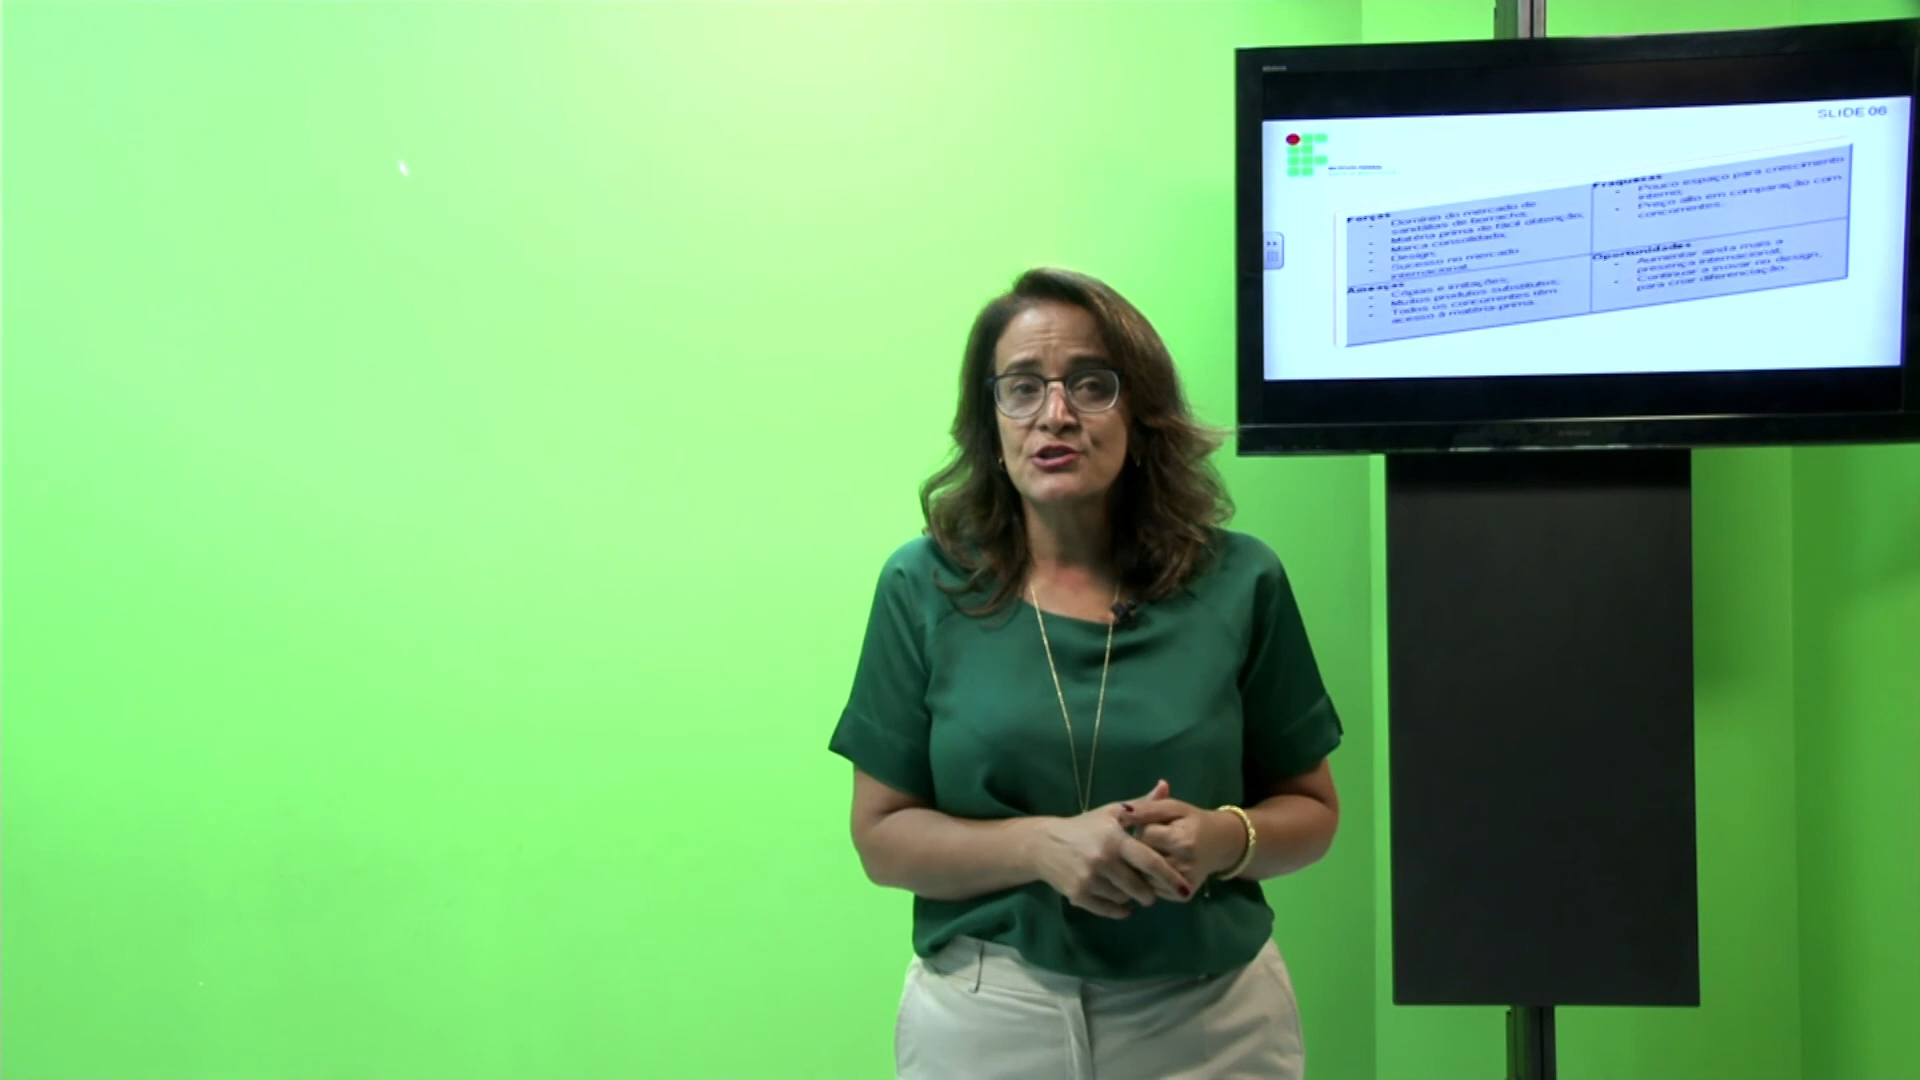 SLIDE 06
INSTITUTO FEDERAL
Forças
- Domínio do mercado de
sandálias de borracha;
- Matéria prima de fácil obtenção;
- Marca consolidada;
- Design;
- Sucesso no mercado
internacional
Fraquezas
- Pouco espaço para crescimento
interno;
- Preço alto em comparação com
concorrentes.
Ameaças
- Cópias e imitações;
- Muitos produtos substitutos;
- Todos os concorrentes têm
acesso à matéria-prima.
Oportunidades
- Aumentar ainda mais a
presença internacional;
- Continuar a inovar no design,
para criar diferenciação.